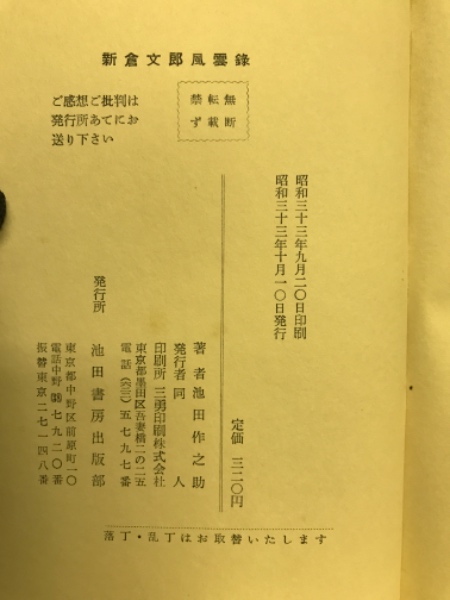 新倉文郎風雲録
無断
転載
禁ず
ご感想ご批判は
発行所あてにお
送り下さい
昭和三十三年九月二〇日印刷
昭和三十三年十月一〇日発行
定価 三二〇円
著者 池田作之助
発行者 同人
印刷所 三勇印刷株式会社
東京都墨田区吾妻橋二の二五
電話(六三)五七九七番
発行所 池田書房出版部
東京都中野区前原町一〇
電話中野㊳七九二〇番
振替東京二七一四八番
落丁・乱丁はお取替いたします